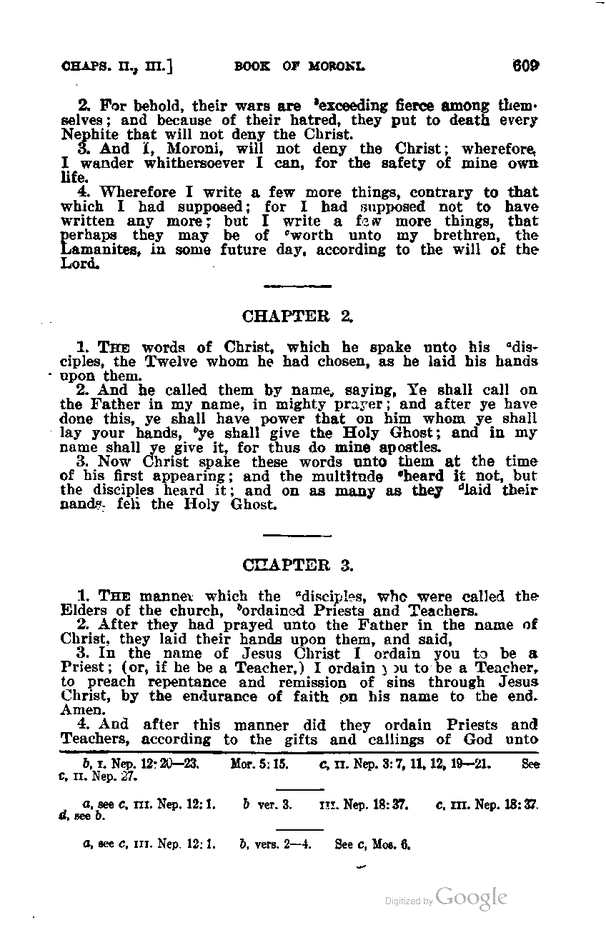 CHAPS. II., III.] BOOK OF MORONI. 609
2. For behold, their wars are ᵇexceeding fierce among them-
selves; and because of their hatred, they put to death every
Nephite that will not deny the Christ.
3. And I, Moroni, will not deny the Christ; wherefore,
I wander whithersoever I can, for the safety of mine own
life.
4. Wherefore I write a few more things, contrary to that
which I had supposed; for I had supposed not to have
written any more; but I write a few more things, that
perhaps they may be of ᶜworth unto my brethren, the
Lamanites, in some future day, according to the will of the
Lord.
CHAPTER 2.
1. THE words of Christ, which he spake unto his ᵃdis-
ciples, the Twelve whom he had chosen, as he laid his hands
upon them.
2. And he called them by name, saying, Ye shall call on
the Father in my name, in mighty prayer; and after ye have
done this, ye shall have power that on him whom ye shall
lay your hands, ᵇye shall give the Holy Ghost; and in my
name shall ye give it, for thus do mine apostles.
3. Now Christ spake these words unto them at the time
of his first appearing; and the multitude ᶜheard it not, but
the disciples heard it; and on as many as they ᵈlaid their
hands, fell the Holy Ghost.
CHAPTER 3.
1. THE manner which the ᵃdisciples, who were called the
Elders of the church, ᵇordained Priests and Teachers.
2. After they had prayed unto the Father in the name of
Christ, they laid their hands upon them, and said,
3. In the name of Jesus Christ I ordain you to be a
Priest; (or, if he be a Teacher,) I ordain you to be a Teacher,
to preach repentance and remission of sins through Jesus
Christ, by the endurance of faith on his name to the end.
Amen.
4. And after this manner did they ordain Priests and
Teachers, according to the gifts and callings of God unto
b, I. Nep. 12: 20—23. Mor. 5: 15. c, II. Nep. 3: 7, 11, 12, 19—21. See
c, II. Nep. 27.
a, see c, III. Nep. 12: 1. b ver. 3. III. Nep. 18: 37. c, III. Nep. 18: 37.
d, see b.
a, see c, III. Nep. 12: 1. b, vers. 2—4. See c, Mos. 6.
Digitized by Google